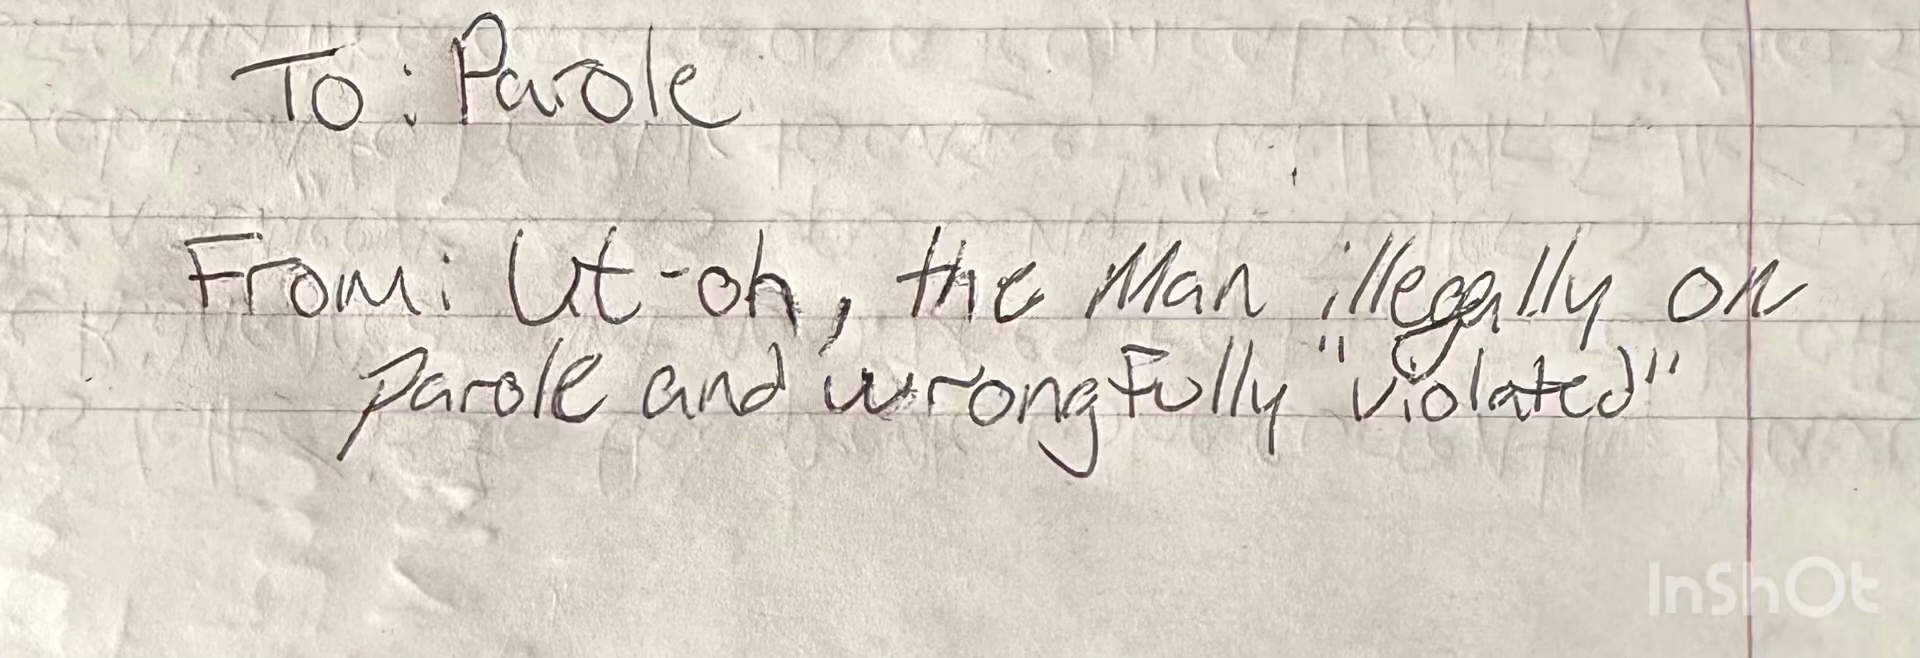 To: Parole
From: Ut-oh, the Man illegally on
parole and wrongfully "violated"
InShOt